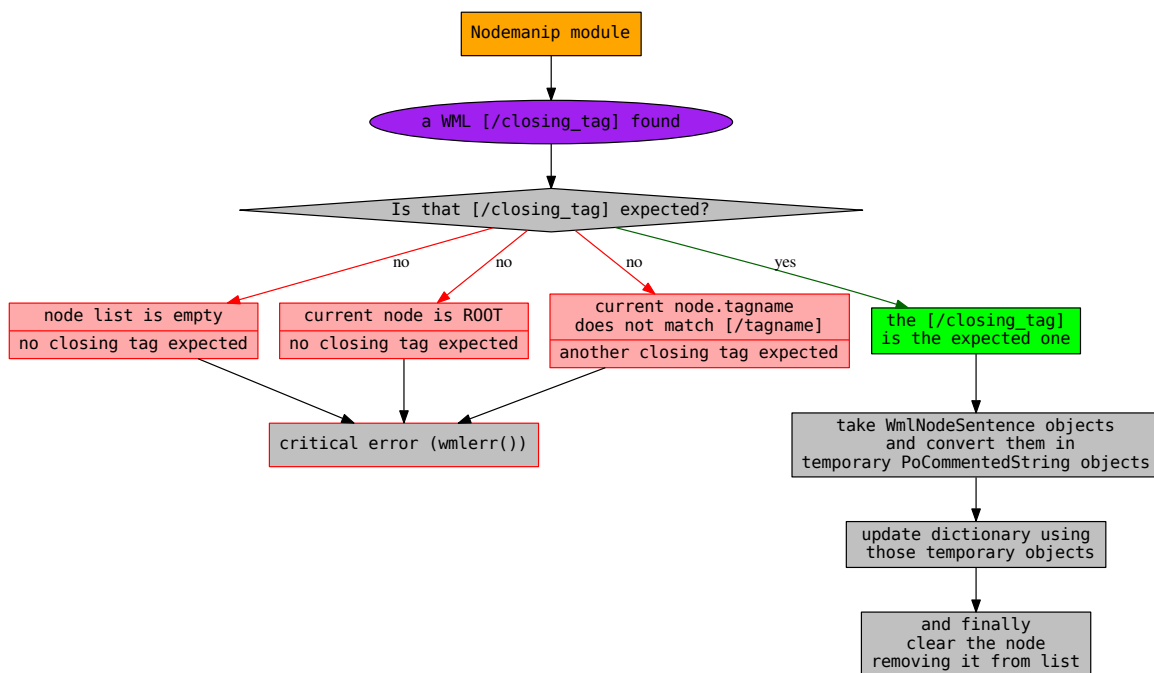 Nodemanip module
a WML [/closing_tag] found
Is that [/closing_tag] expected?
no
no
no
yes
node list is empty
no closing tag expected
current node is ROOT
no closing tag expected
current node.tagname
does not match [/tagname]
another closing tag expected
the [/closing_tag]
is the expected one
critical error (wmlerr())
take WmlNodeSentence objects
and convert them in
temporary PoCommentedString objects
update dictionary using
those temporary objects
and finally
clear the node
removing it from list